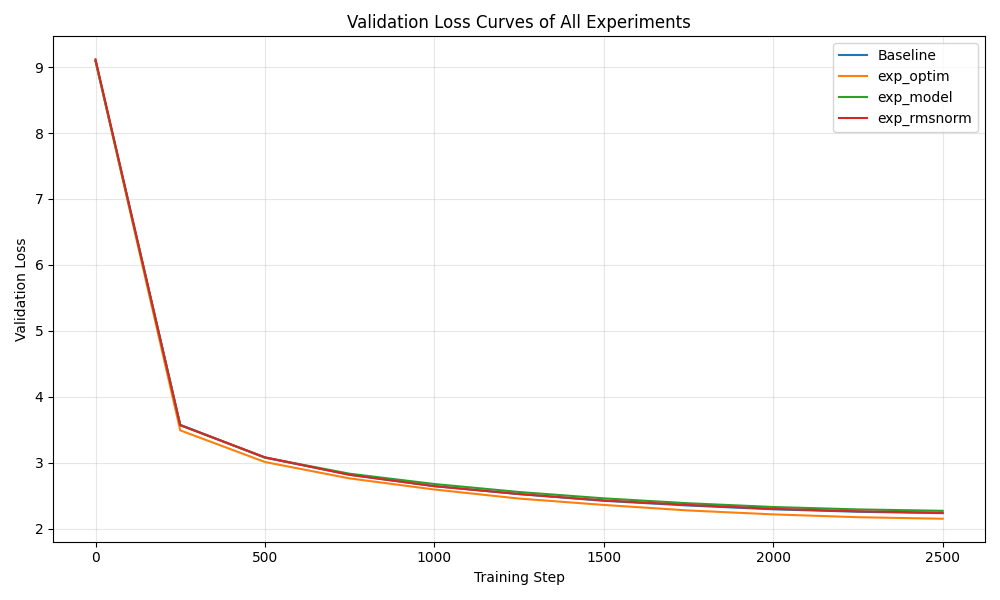 Validation Loss Curves of All Experiments
Baseline
exp_optim
exp_model
exp_rmsnorm
Validation Loss
9
8
7
6
5
4
3
2
0 500 1000 1500 2000 2500
Training Step